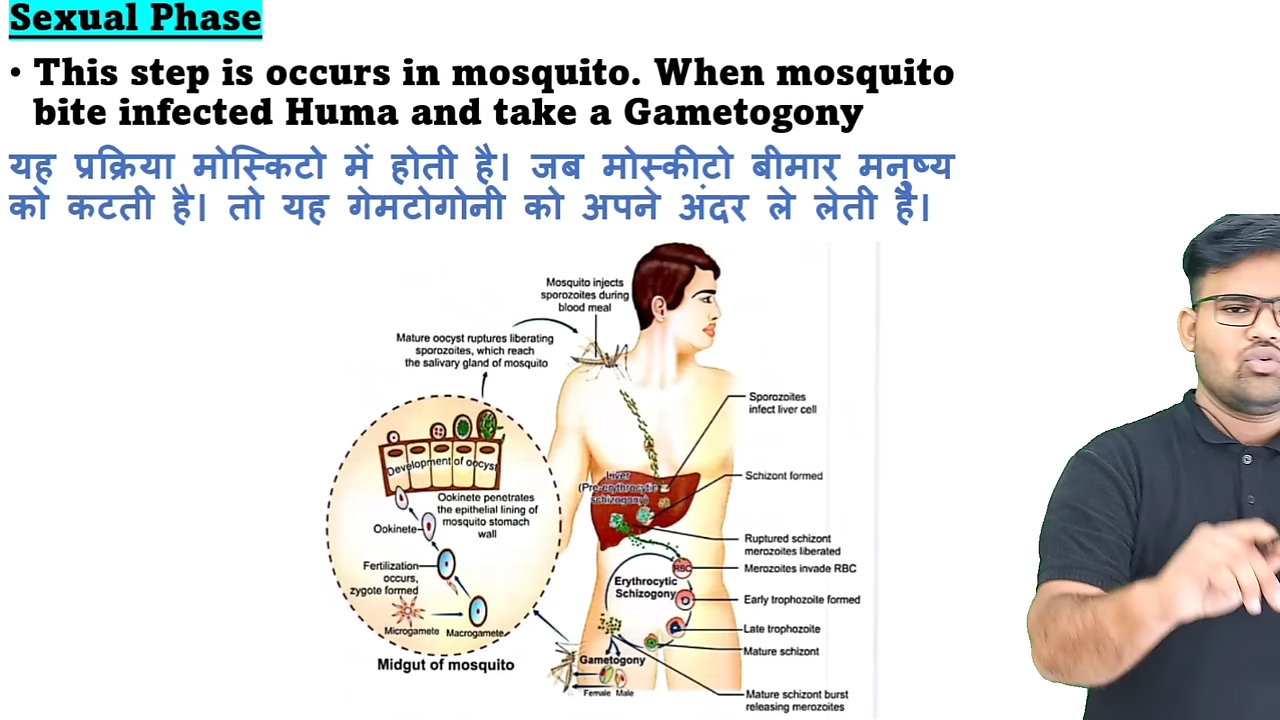 Sexual Phase
• This step is occurs in mosquito. When mosquito
bite infected Huma and take a Gametogony
यह प्रक्रिया मोस्किटो में होती है। जब मोस्कीटो बीमार मनुष्य
को कटती है। तो यह गेमटोगोनी को अपने अंदर ले लेती है।
Mosquito injects
sporozoites during
blood meal
Mature oocyst ruptures liberating
sporozoites, which reach
the salivary gland of mosquito
Sporozoites
infect liver cell
Development of oocyst
Liver
(Pre-erythrocytic
schizogony)
Schizont formed
Ookinete penetrates
the epithelial lining of
mosquito stomach
wall
Ookinete
Ruptured schizont
merozoites liberated
Fertilization
occurs,
zygote formed
RBC
Merozoites invade RBC
Erythrocytic
Schizogony
Early trophozoite formed
Microgamete
Macrogamete
Late trophozoite
Mature schizont
Midgut of mosquito
Gametogony
Female Male
Mature schizont burst
releasing merozoites